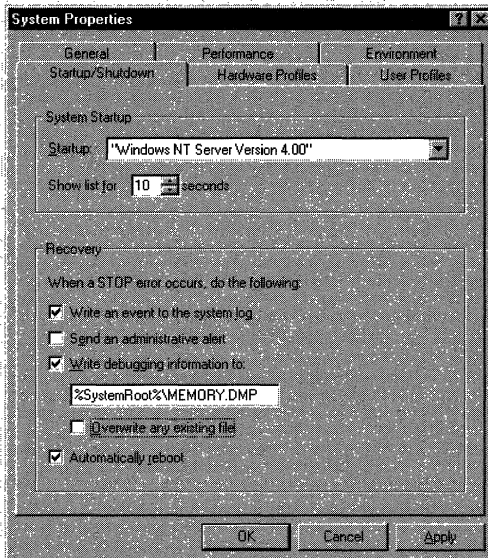 System Properties
General Performance Environment
Startup/Shutdown Hardware Profiles User Profiles
System Startup
Startup: "Windows NT Server Version 4.00"
Show list for 10 seconds
Recovery
When a STOP error occurs, do the following:
Write an event to the system log
Send an administrative alert
Write debugging information to:
%SystemRoot%\MEMORY.DMP
Overwrite any existing file
Automatically reboot
OK Cancel Apply